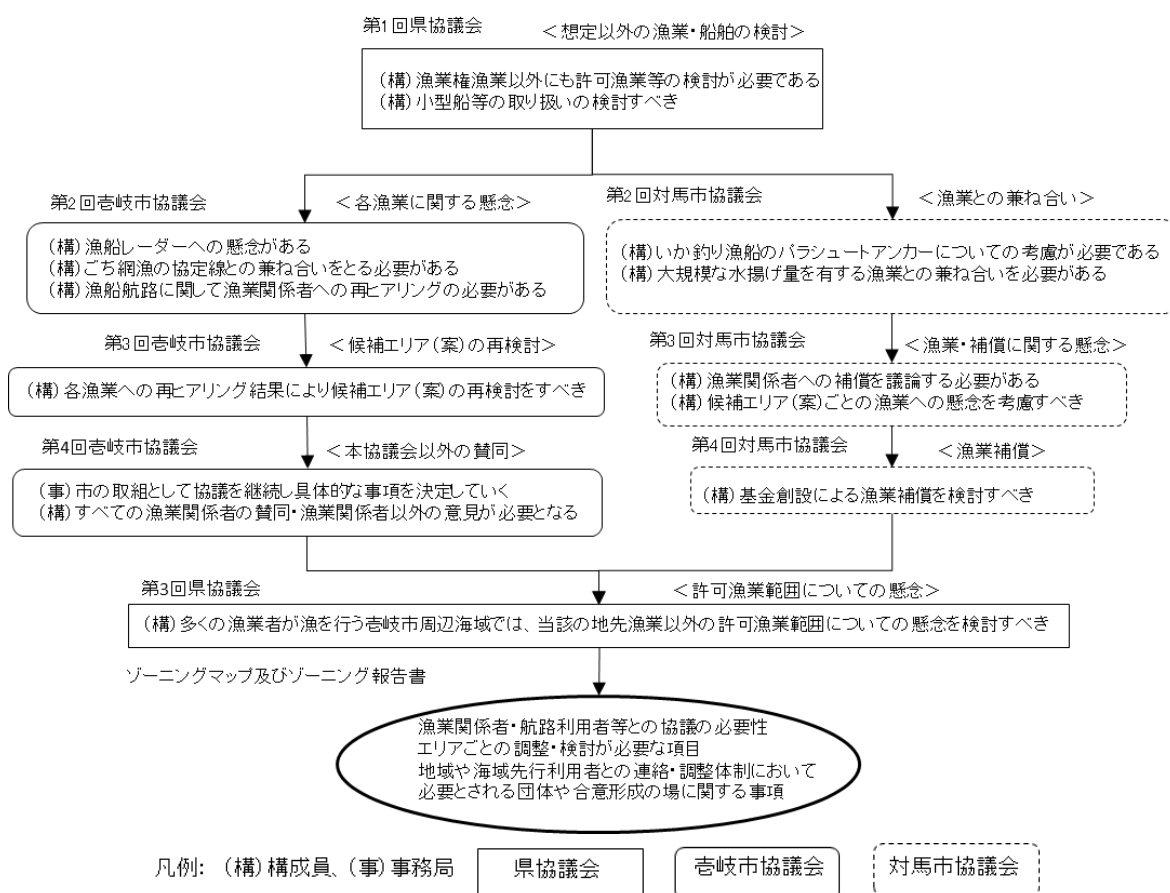 第1回県協議会 ＜想定以外の漁業・船舶の検討＞
(構) 漁業権漁業以外にも許可漁業等の検討が必要である
(構) 小型船等の取り扱いの検討すべき
第2回壱岐市協議会 ＜各漁業に関する懸念＞
(構) 漁船レーダーへの懸念がある
(構) ごち網漁の協定線との兼ね合いをとる必要がある
(構) 漁船航路に関して漁業関係者への再ヒアリングの必要がある
第2回対馬市協議会 ＜漁業との兼ね合い＞
(構) いか釣り漁船のパラシュートアンカーについての考慮が必要である
(構) 大規模な水揚げ量を有する漁業との兼ね合いを必要がある
第3回壱岐市協議会 ＜候補エリア(案)の再検討＞
(構) 各漁業への再ヒアリング結果により候補エリア(案)の再検討をすべき
第3回対馬市協議会 ＜漁業・補償に関する懸念＞
(構) 漁業関係者への補償を議論する必要がある
(構) 候補エリア(案)ごとの漁業への懸念を考慮すべき
第4回壱岐市協議会 ＜本協議会以外の賛同＞
(事) 市の取組として協議を継続し具体的な事項を決定していく
(構) すべての漁業関係者の賛同・漁業関係者以外の意見が必要となる
第4回対馬市協議会 ＜漁業補償＞
(構) 基金創設による漁業補償を検討すべき
第3回県協議会 ＜許可漁業範囲についての懸念＞
(構) 多くの漁業者が漁を行う壱岐市周辺海域では、当該の地先漁業以外の許可漁業範囲についての懸念を検討すべき
ゾーニングマップ及びゾーニング報告書
漁業関係者・航路利用者等との協議の必要性
エリアごとの調整・検討が必要な項目
地域や海域先行利用者との連絡・調整体制において
必要とされる団体や合意形成の場に関する事項
凡例: (構) 構成員、(事) 事務局 県協議会 壱岐市協議会 対馬市協議会